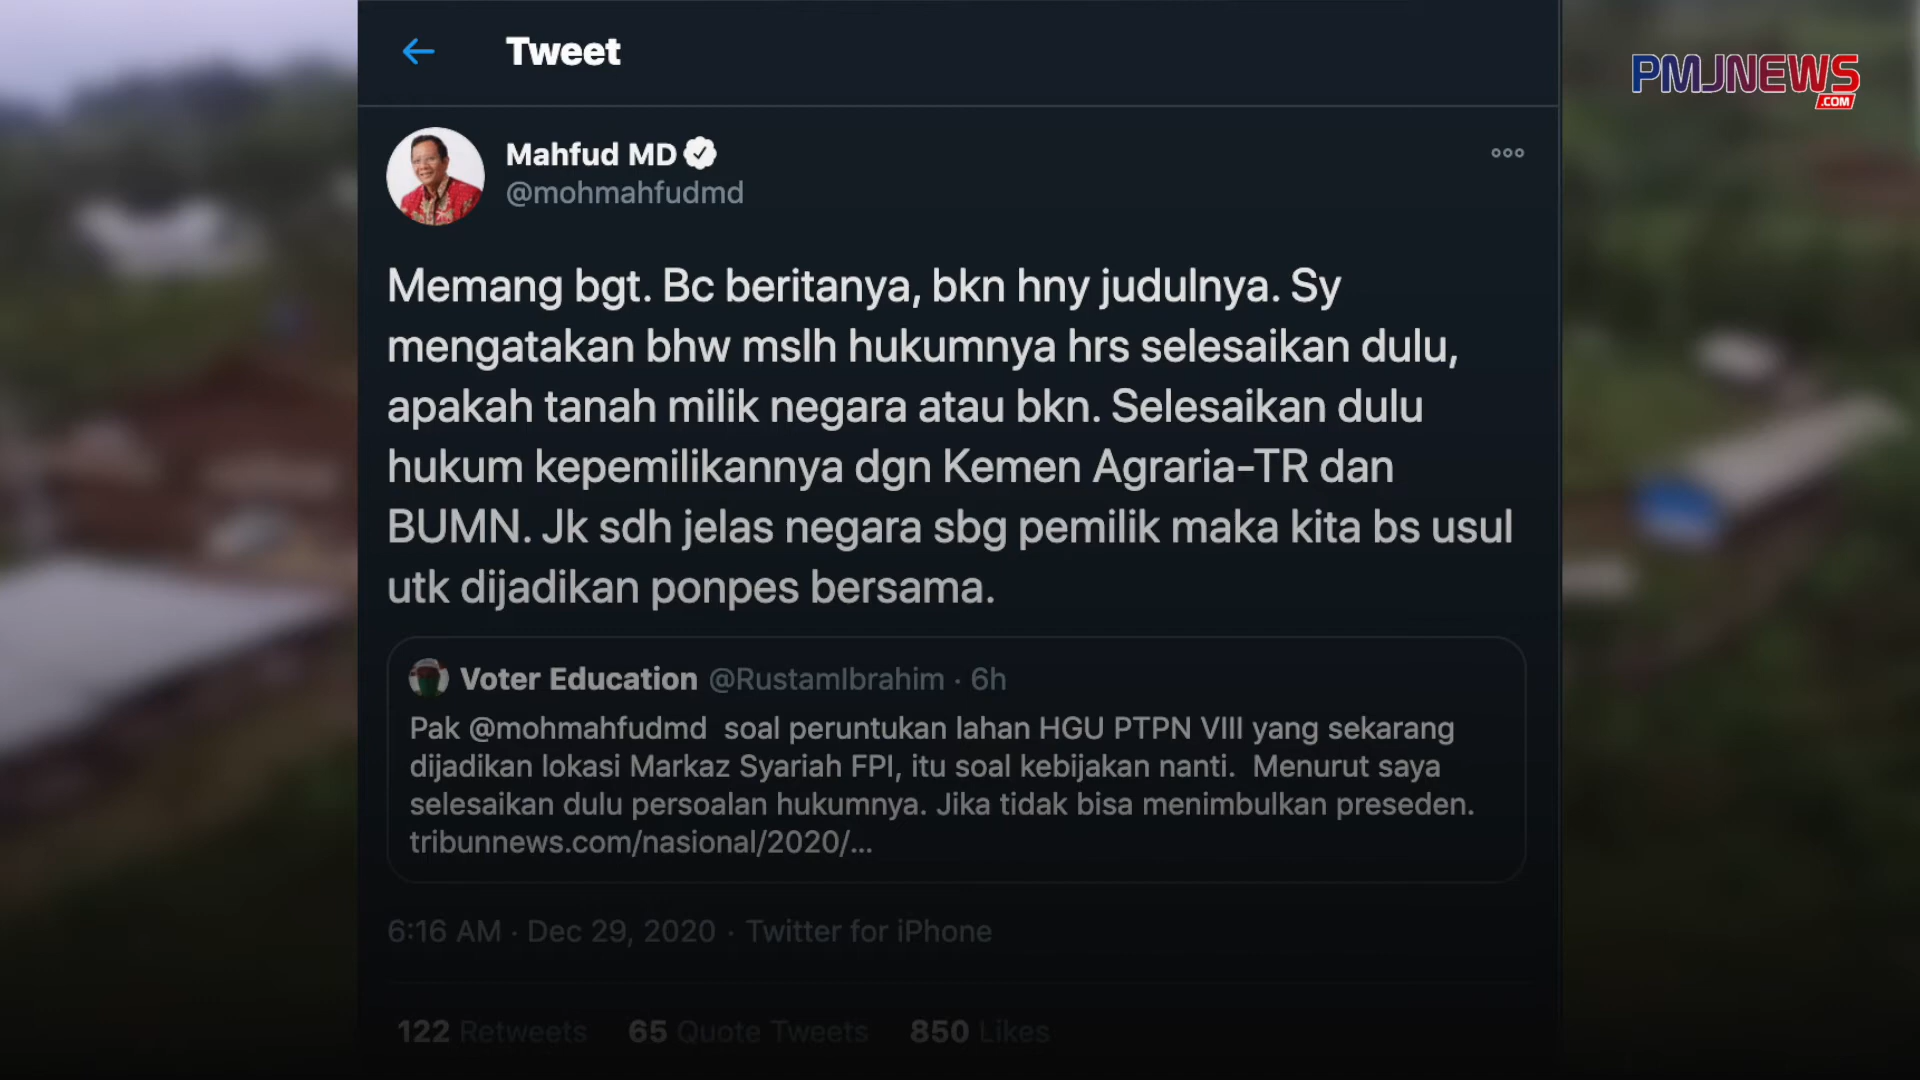 Tweet
PMJNEWS
.COM
Mahfud MD
@mohmahfudmd
Memang bgt. Bc beritanya, bkn hny judulnya. Sy
mengatakan bhw mslh hukumnya hrs selesaikan dulu,
apakah tanah milik negara atau bkn. Selesaikan dulu
hukum kepemilikannya dgn Kemen Agraria-TR dan
BUMN. Jk sdh jelas negara sbg pemilik maka kita bs usul
utk dijadikan ponpes bersama.
Voter Education @RustamIbrahim · 6h
Pak @mohmahfudmd soal peruntukan lahan HGU PTPN VIII yang sekarang
dijadikan lokasi Markaz Syariah FPI, itu soal kebijakan nanti. Menurut saya
selesaikan dulu persoalan hukumnya. Jika tidak bisa menimbulkan preseden.
tribunnews.com/nasional/2020/...
6:16 AM · Dec 29, 2020 · Twitter for iPhone
122 Retweets 65 Quote Tweets 850 Likes